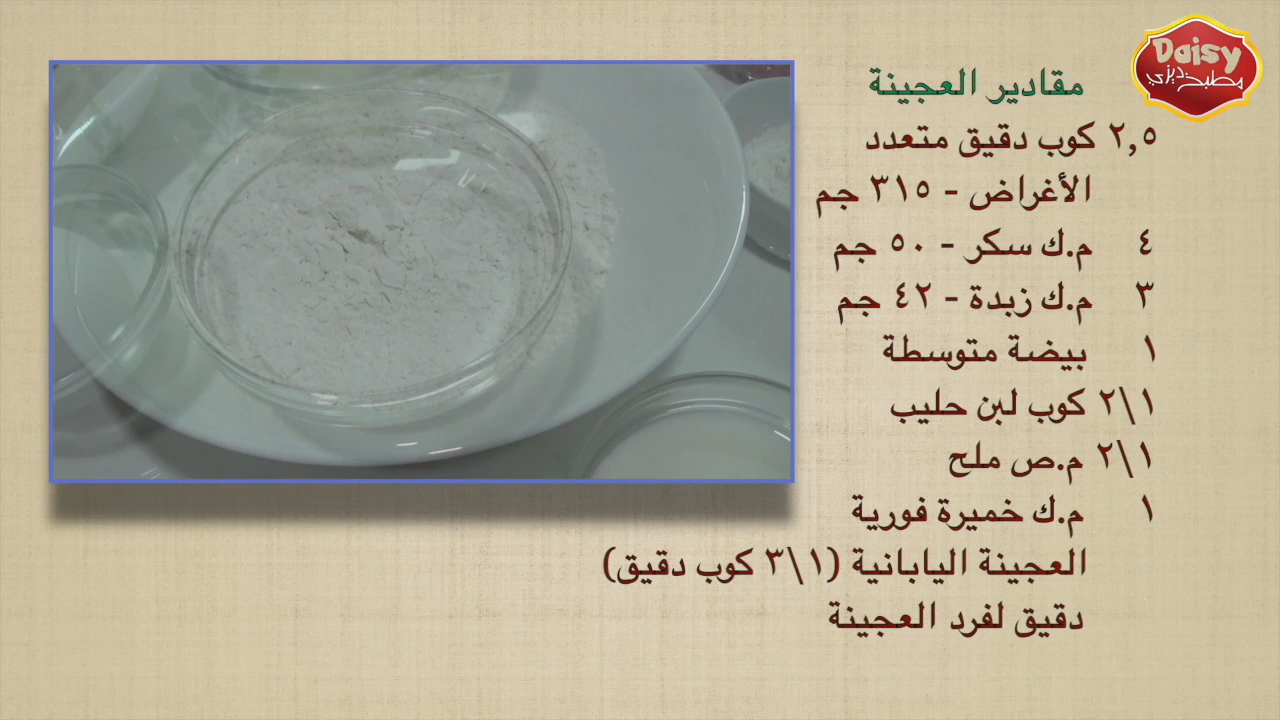 Daisy
مطبخ ديزي
مقادير العجينة
٢,٥ كوب دقيق متعدد
الأغراض - ٣١٥ جم
٤ م.ك سكر - ٥٠ جم
٣ م.ك زبدة - ٤٢ جم
١ بيضة متوسطة
١\٢ كوب لبن حليب
١\٢ م.ص ملح
١ م.ك خميرة فورية
العجينة اليابانية (١\٣ كوب دقيق)
دقيق لفرد العجينة